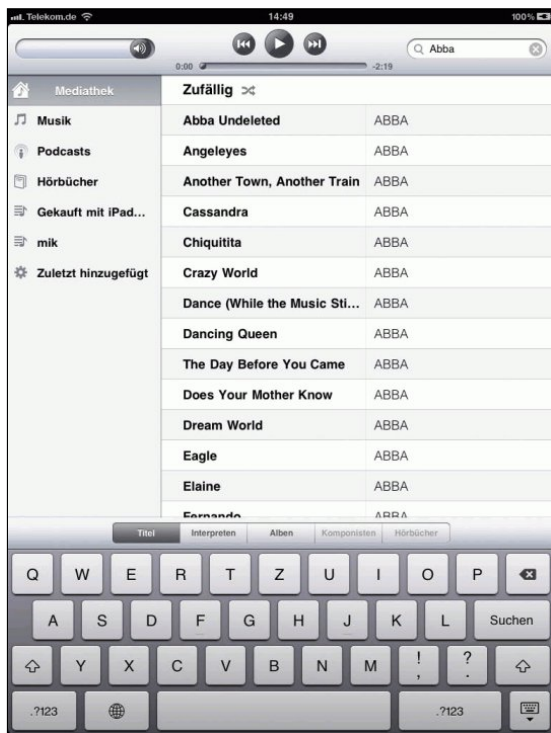 Telekom.de 14:49 100%
0:00 -2:19 Abba
Mediathek
Musik
Podcasts
Hörbücher
Gekauft mit iPad...
mik
Zuletzt hinzugefügt
Zufällig
Abba Undeleted ABBA
Angeleyes ABBA
Another Town, Another Train ABBA
Cassandra ABBA
Chiquitita ABBA
Crazy World ABBA
Dance (While the Music Sti... ABBA
Dancing Queen ABBA
The Day Before You Came ABBA
Does Your Mother Know ABBA
Dream World ABBA
Eagle ABBA
Elaine ABBA
Fernando ABBA
Titel Interpreten Alben Komponisten Hörbücher
Q W E R T Z U I O P
A S D F G H J K L Suchen
Y X C V B N M ! , ? .
.?123 .?123